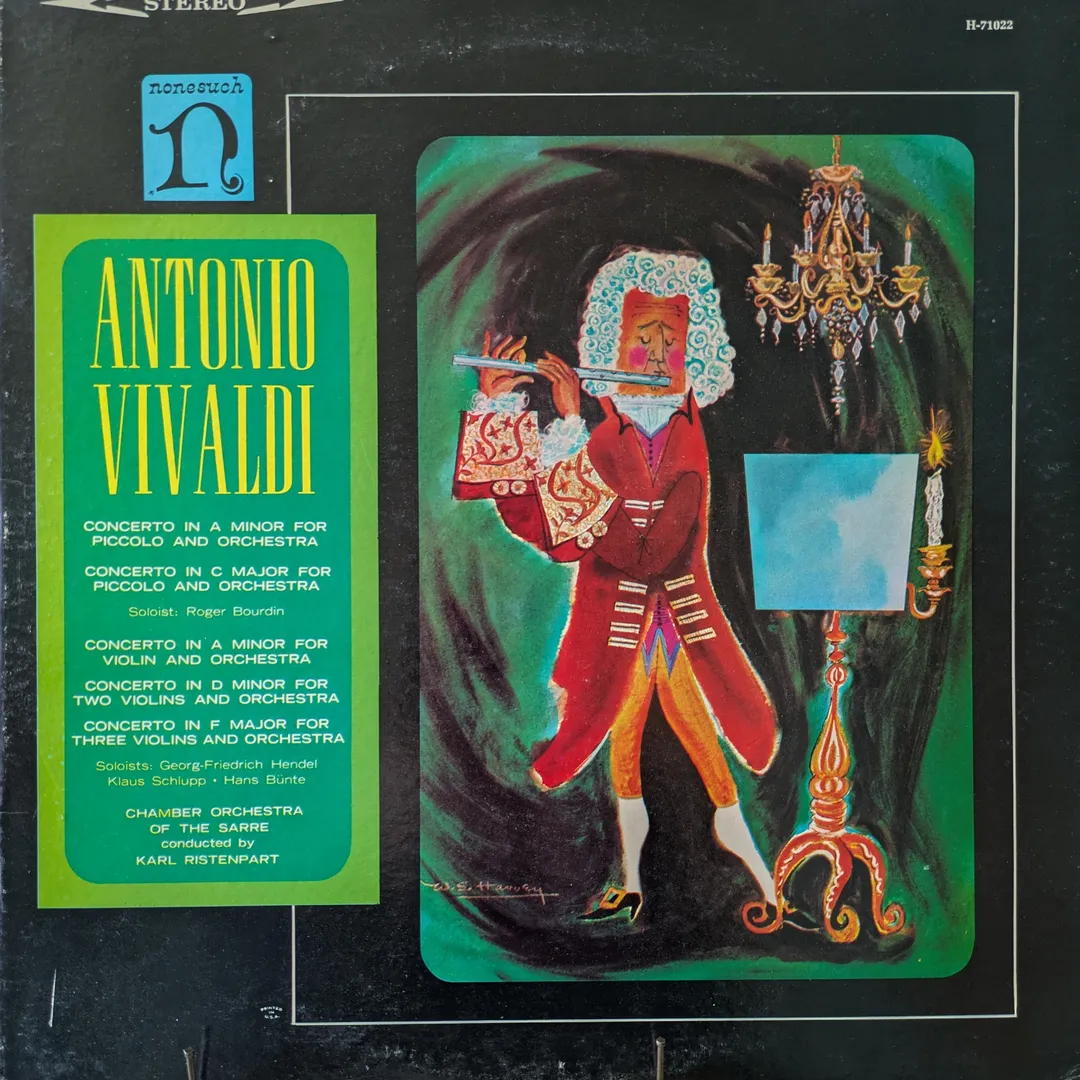 STEREO
H-71022
nonesuch
n
ANTONIO
VIVALDI
CONCERTO IN A MINOR FOR
PICCOLO AND ORCHESTRA
CONCERTO IN C MAJOR FOR
PICCOLO AND ORCHESTRA
Soloist: Roger Bourdin
CONCERTO IN A MINOR FOR
VIOLIN AND ORCHESTRA
CONCERTO IN D MINOR FOR
TWO VIOLINS AND ORCHESTRA
CONCERTO IN F MAJOR FOR
THREE VIOLINS AND ORCHESTRA
Soloists: Georg-Friedrich Hendel
Klaus Schlupp • Hans Bünte
CHAMBER ORCHESTRA
OF THE SARRE
conducted by
KARL RISTENPART
W. S. Harvey
PRINTED
IN
U.S.A.